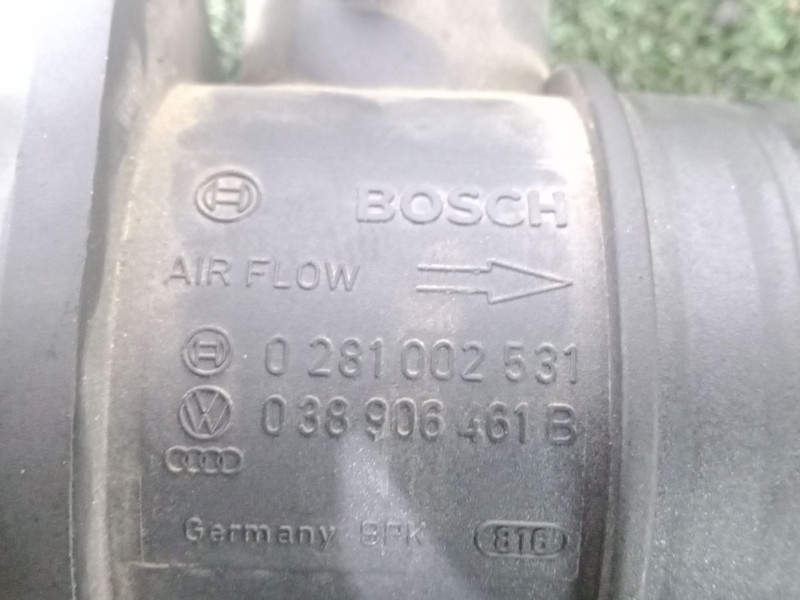 BOSCH
AIR FLOW
0 281 002 531
038 906 461 B
Germany BPK 816